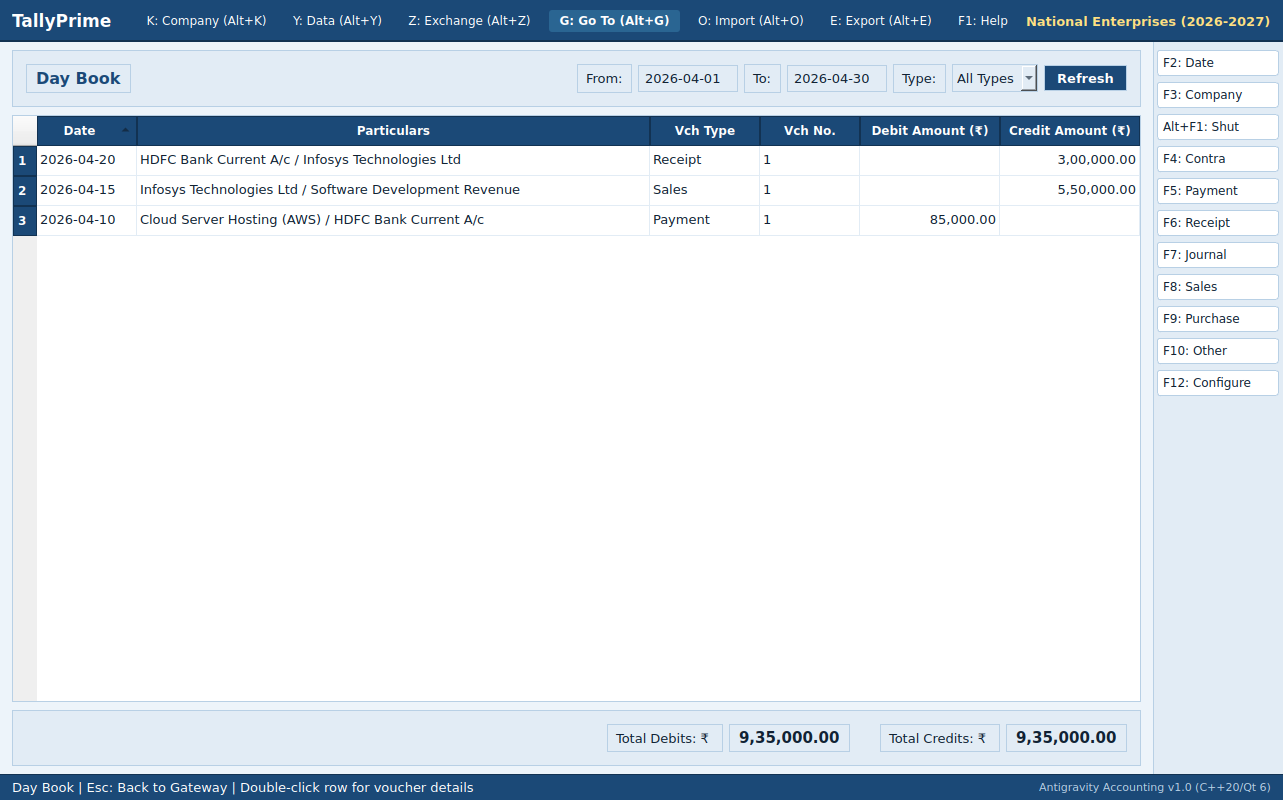 TallyPrime K: Company (Alt+K) Y: Data (Alt+Y) Z: Exchange (Alt+Z) G: Go To (Alt+G) O: Import (Alt+O) E: Export (Alt+E) F1: Help National Enterprises (2026-2027)
Day Book From: 2026-04-01 To: 2026-04-30 Type: All Types Refresh
Date Particulars Vch Type Vch No. Debit Amount (₹) Credit Amount (₹)
1 2026-04-20 HDFC Bank Current A/c / Infosys Technologies Ltd Receipt 1 3,00,000.00
2 2026-04-15 Infosys Technologies Ltd / Software Development Revenue Sales 1 5,50,000.00
3 2026-04-10 Cloud Server Hosting (AWS) / HDFC Bank Current A/c Payment 1 85,000.00
Total Debits: ₹ 9,35,000.00 Total Credits: ₹ 9,35,000.00
F2: Date
F3: Company
Alt+F1: Shut
F4: Contra
F5: Payment
F6: Receipt
F7: Journal
F8: Sales
F9: Purchase
F10: Other
F12: Configure
Day Book | Esc: Back to Gateway | Double-click row for voucher details Antigravity Accounting v1.0 (C++20/Qt 6)